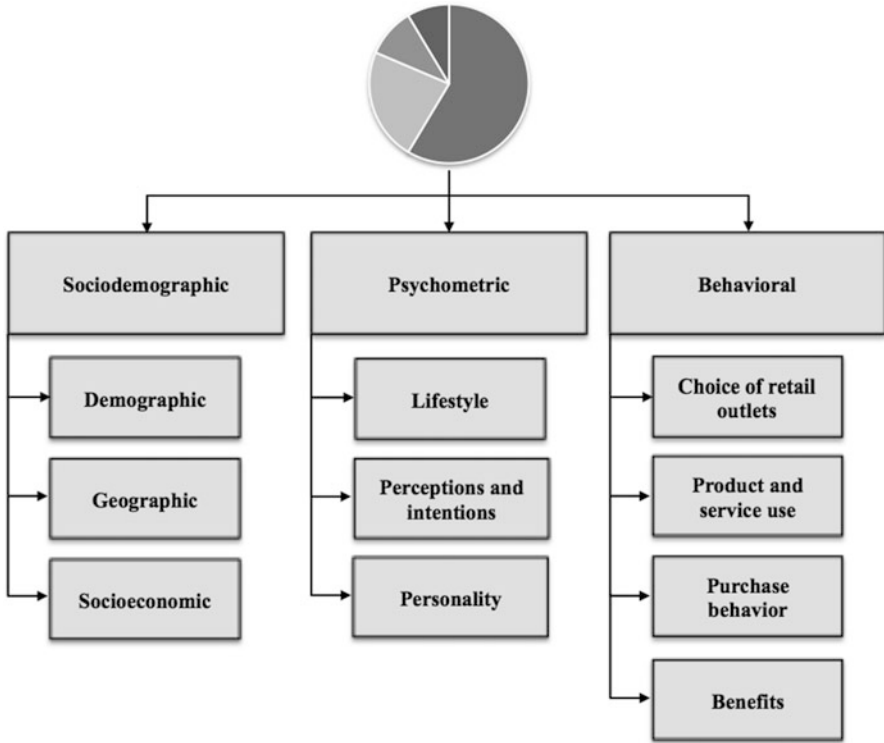 Sociodemographic
Demographic
Geographic
Socioeconomic
Psychometric
Lifestyle
Perceptions and
intentions
Personality
Behavioral
Choice of retail
outlets
Product and
service use
Purchase
behavior
Benefits